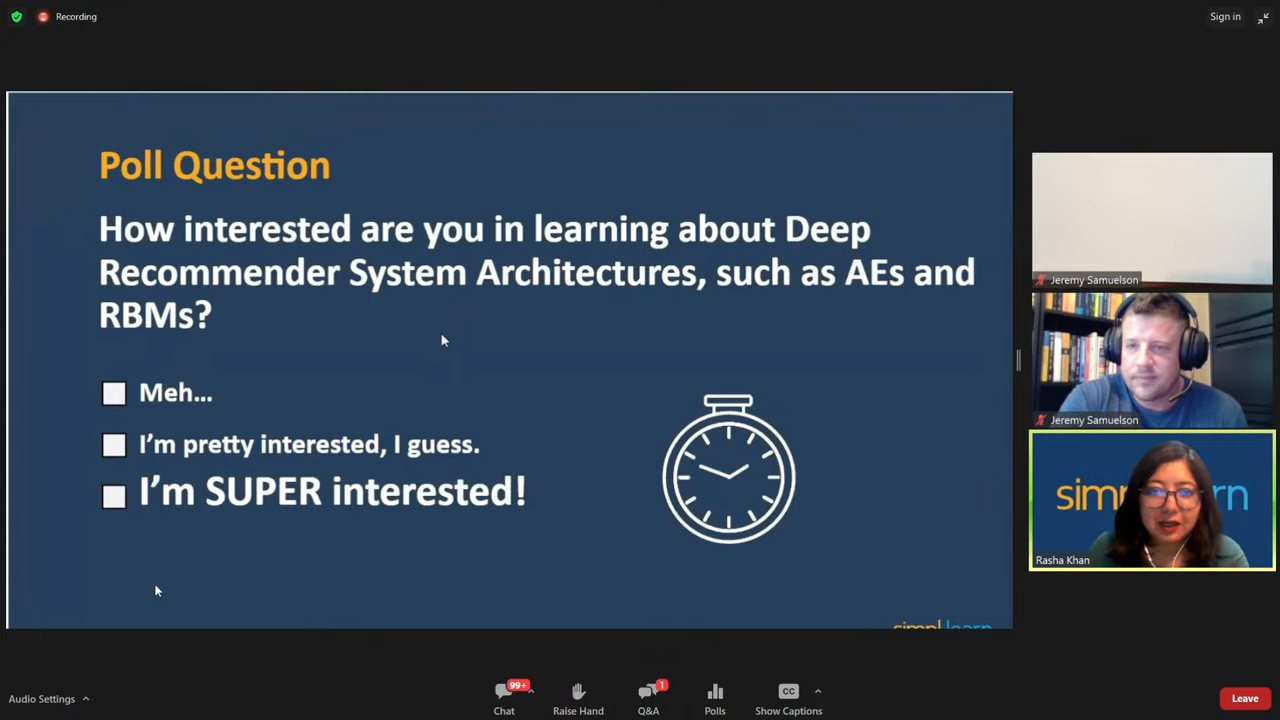 Recording
Sign in
Poll Question
How interested are you in learning about Deep
Recommender System Architectures, such as AEs and
RBMs?
Meh...
I'm pretty interested, I guess.
I'm SUPER interested!
simplilearn
Jeremy Samuelson
Jeremy Samuelson
Rasha Khan
Audio Settings
99+
Chat
Raise Hand
1
Q&A
Polls
CC
Show Captions
Leave